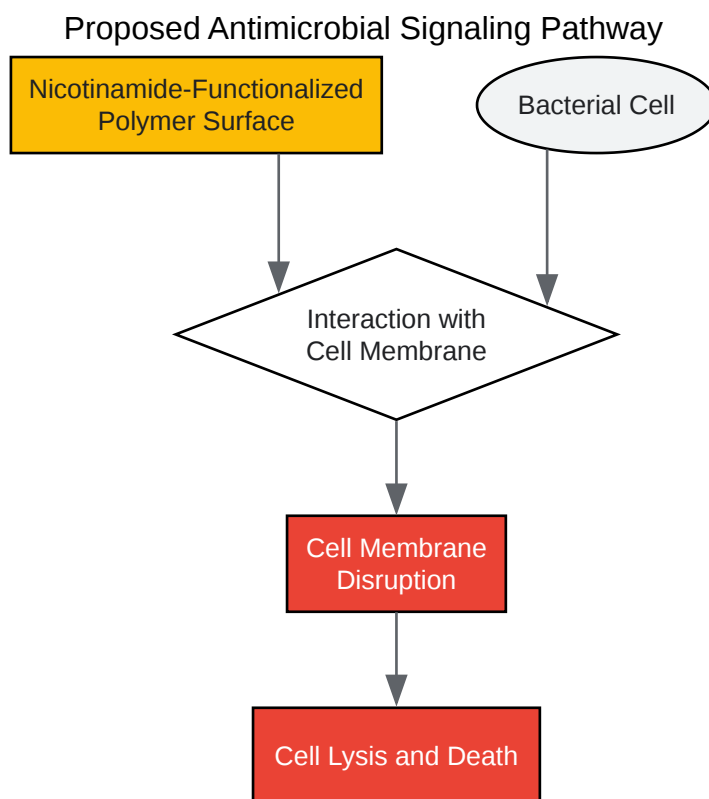 Proposed Antimicrobial Signaling Pathway
Nicotinamide-Functionalized
Polymer Surface
Bacterial Cell
Interaction with
Cell Membrane
Cell Membrane
Disruption
Cell Lysis and Death